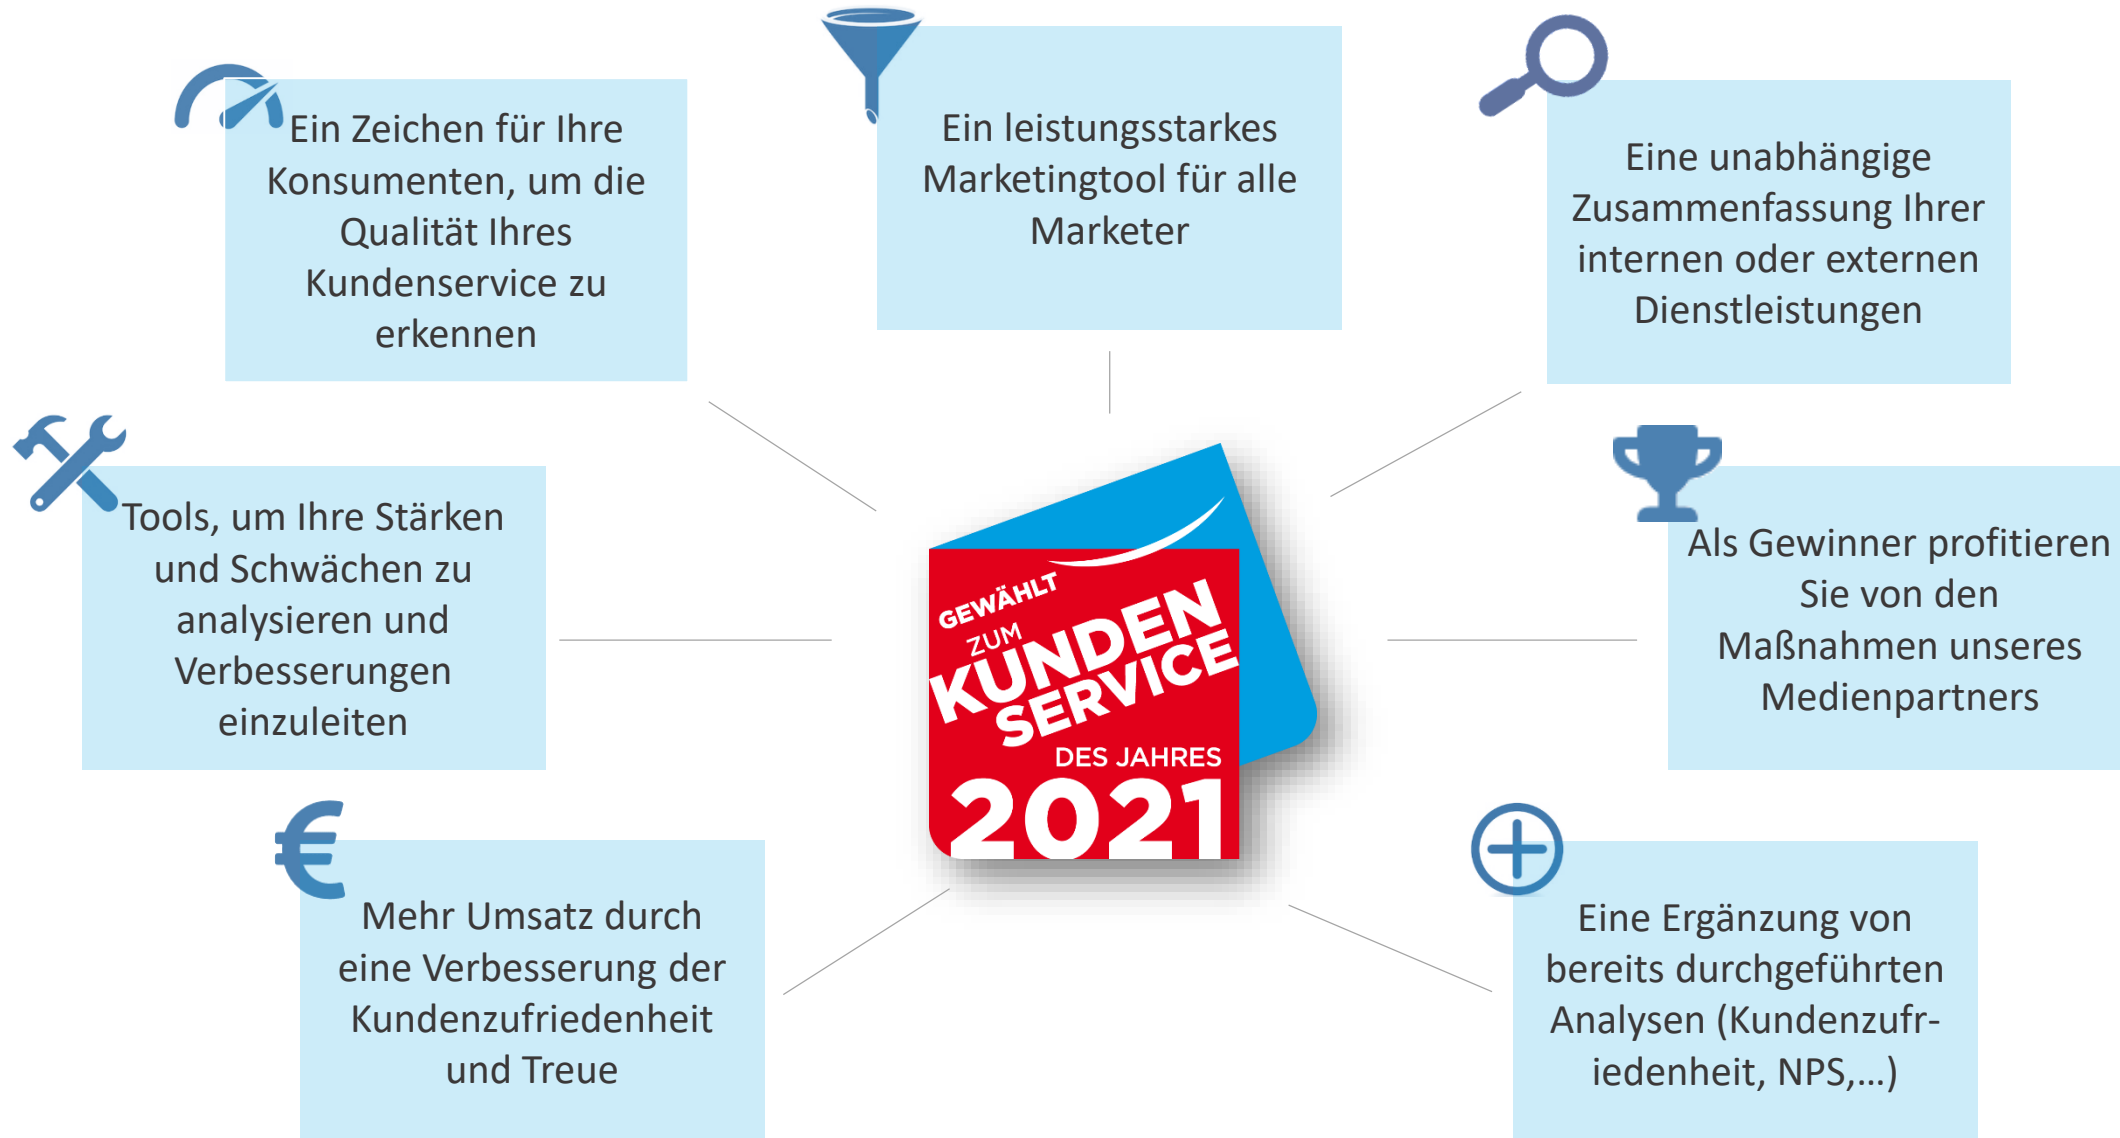 Ein Zeichen für Ihre
Konsumenten, um die
Qualität Ihres
Kundenservice zu
erkennen
Ein leistungsstarkes
Marketingtool für alle
Marketer
Eine unabhängige
Zusammenfassung Ihrer
internen oder externen
Dienstleistungen
Tools, um Ihre Stärken
und Schwächen zu
analysieren und
Verbesserungen
einzuleiten
GEWÄHLT
ZUM
KUNDEN
SERVICE
DES JAHRES
2021
Als Gewinner profitieren
Sie von den
Maßnahmen unseres
Medienpartners
€
Mehr Umsatz durch
eine Verbesserung der
Kundenzufriedenheit
und Treue
Eine Ergänzung von
bereits durchgeführten
Analysen (Kundenzufr-
iedenheit, NPS,...)